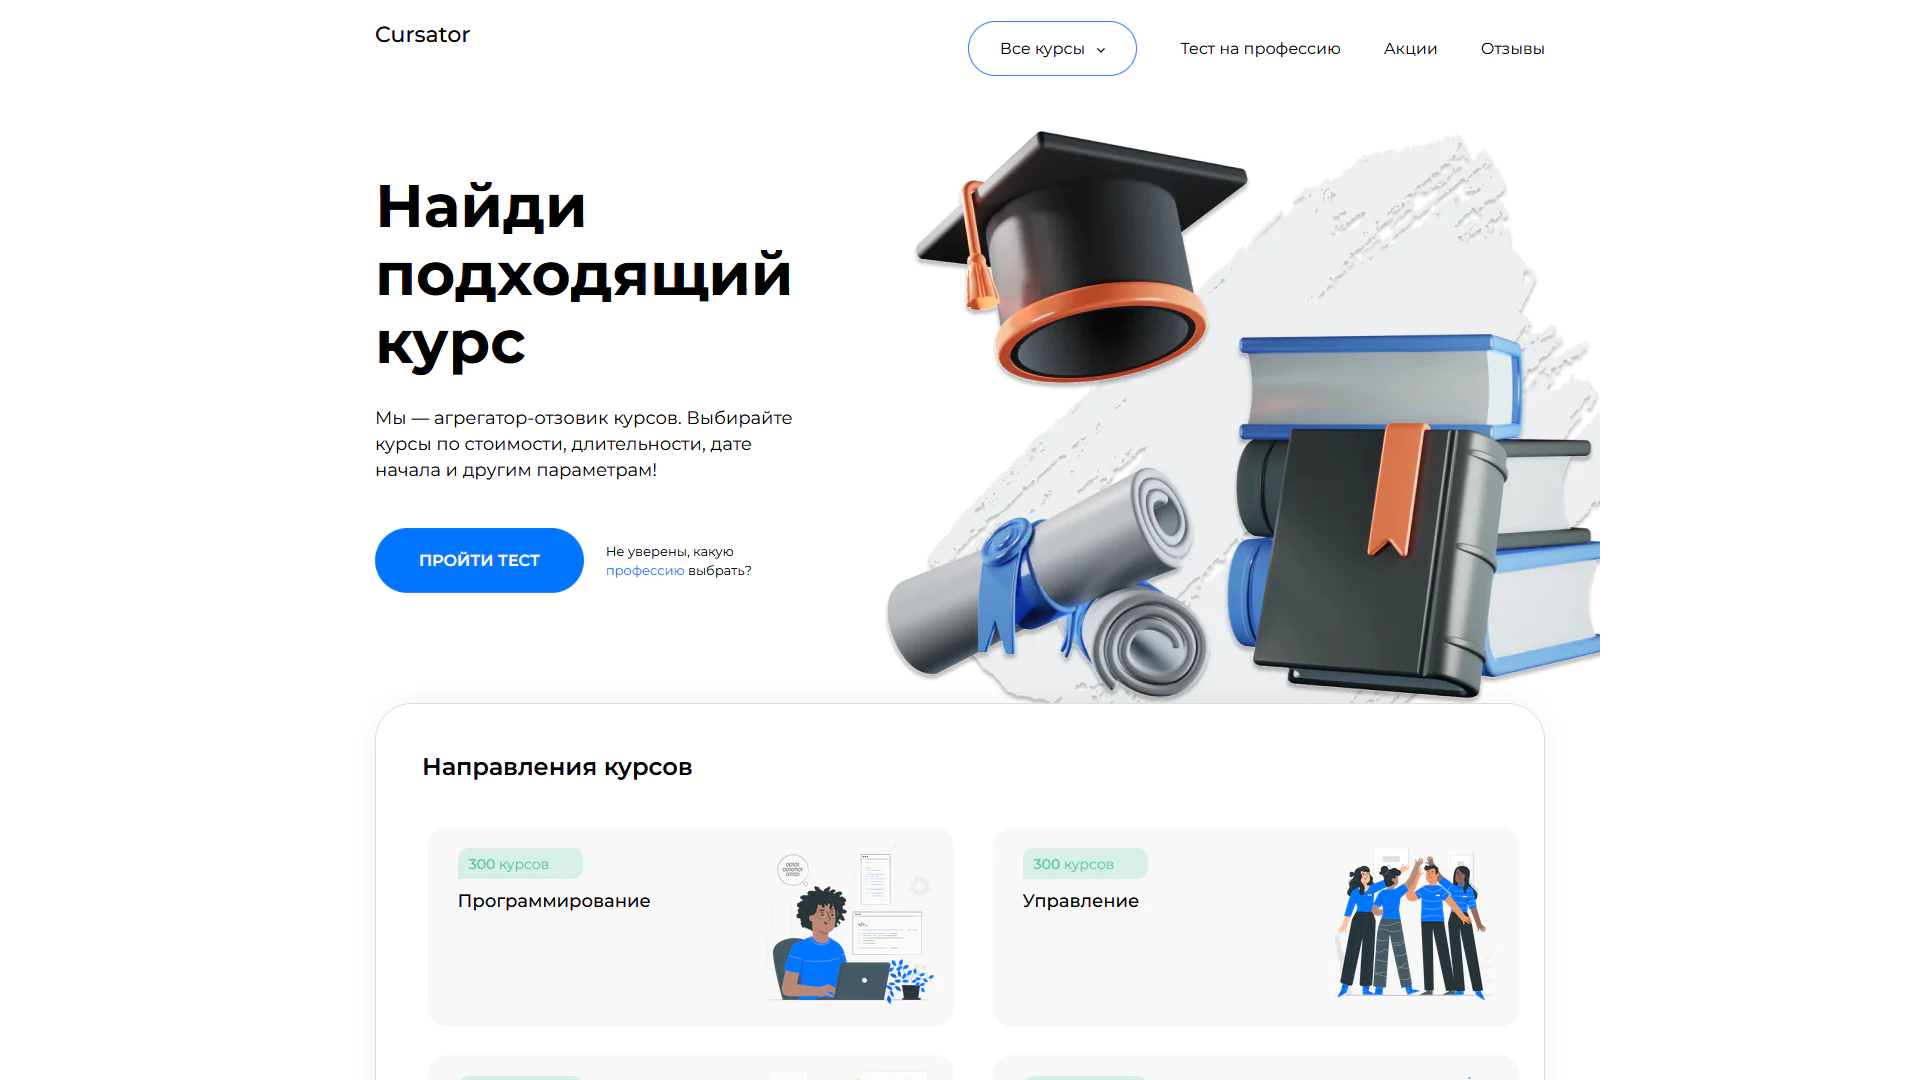 Cursator
Все курсы
Тест на профессию
Акции
Отзывы
Найди
подходящий
курс
Мы — агрегатор-отзовик курсов. Выбирайте
курсы по стоимости, длительности, дате
начала и другим параметрам!
ПРОЙТИ ТЕСТ
Не уверены, какую
профессию выбрать?
Направления курсов
300 курсов
Программирование
300 курсов
Управление